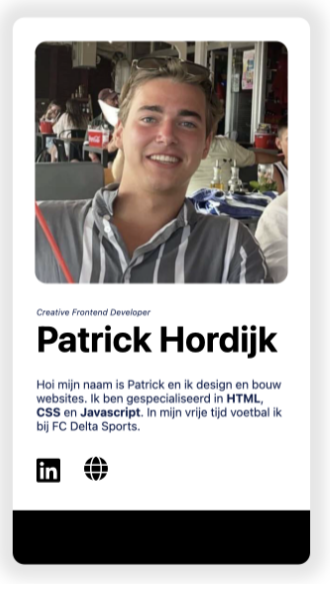 Creative Frontend Developer
Patrick Hordijk
Hoi mijn naam is Patrick en ik design en bouw
websites. Ik ben gespecialiseerd in HTML,
CSS en Javascript. In mijn vrije tijd voetbal ik
bij FC Delta Sports.
in